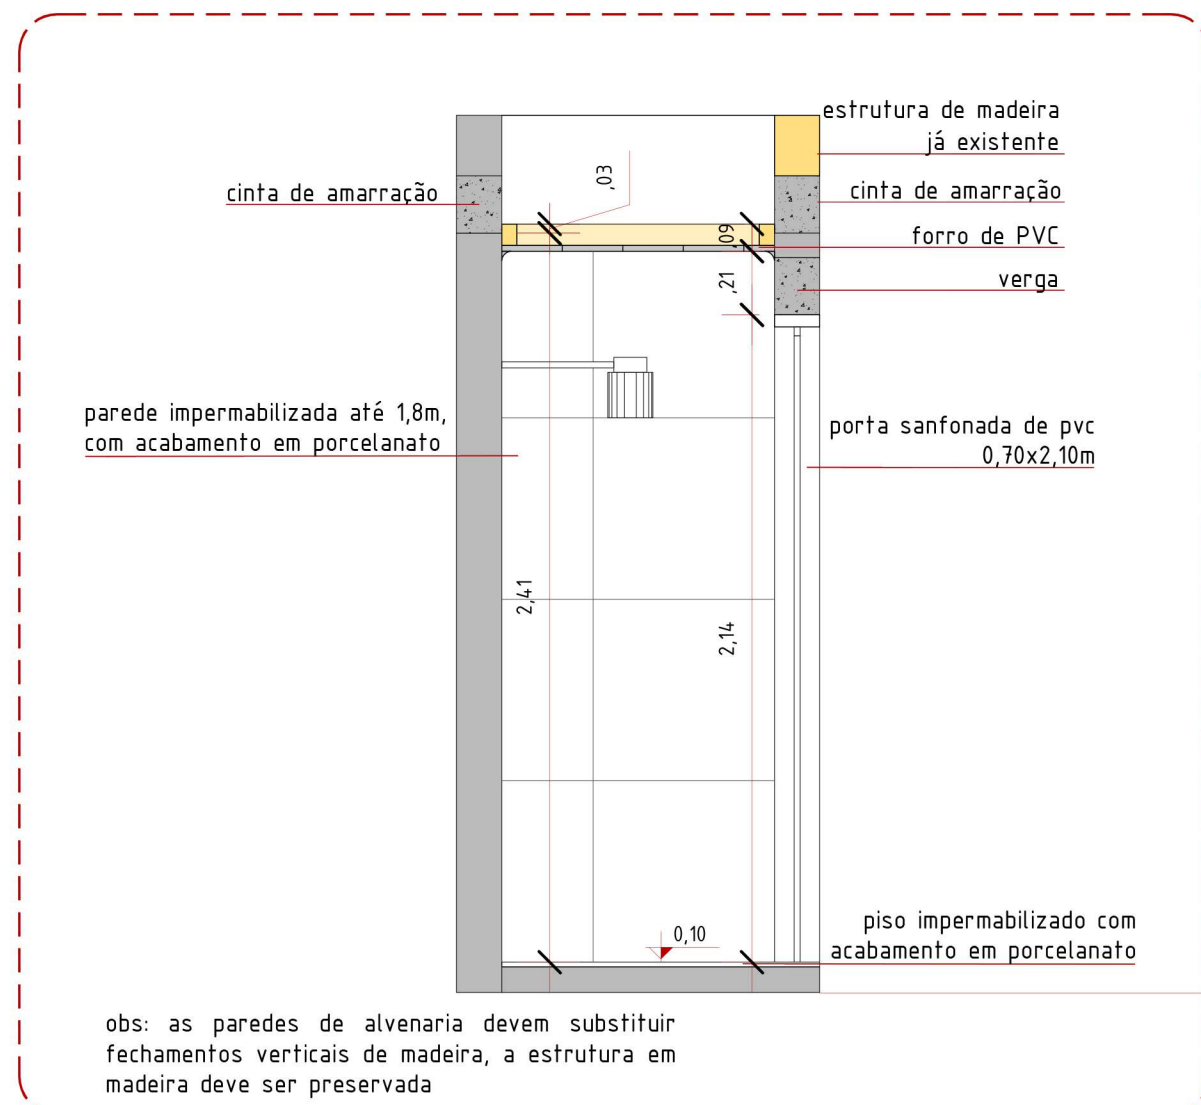 estrutura de madeira
já existente
,03
cinta de amarração
cinta de amarração
,09
forro de PVC
,21
verga
parede impermabilizada até 1,8m,
com acabamento em porcelanato
porta sanfonada de pvc
0,70x2,10m
2,41
2,14
0,10
piso impermabilizado com
acabamento em porcelanato
obs: as paredes de alvenaria devem substituir
fechamentos verticais de madeira, a estrutura em
madeira deve ser preservada